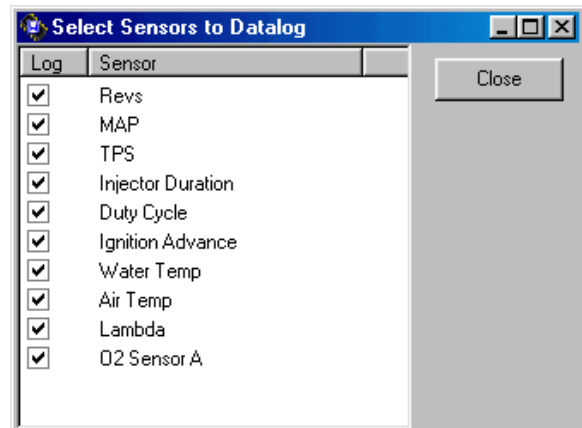 Select Sensors to Datalog
Log Sensor
Close
Revs
MAP
TPS
Injector Duration
Duty Cycle
Ignition Advance
Water Temp
Air Temp
Lambda
O2 Sensor A